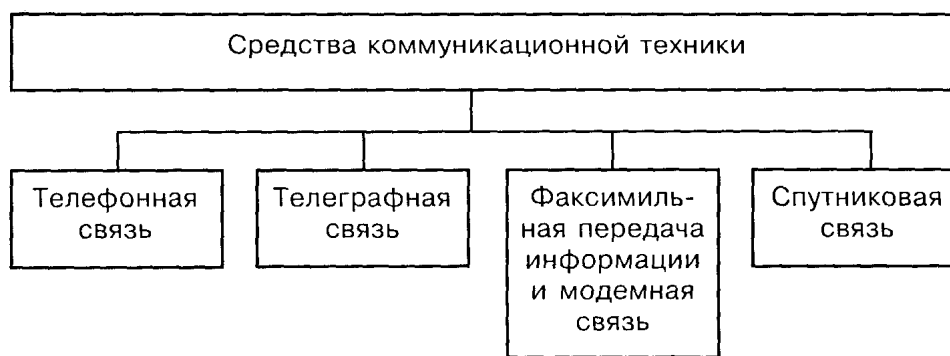 Средства коммуникационной техники
Телефонная
связь
Телеграфная
связь
Факсимиль-
ная передача
информации
и модемная
связь
Спутниковая
связь